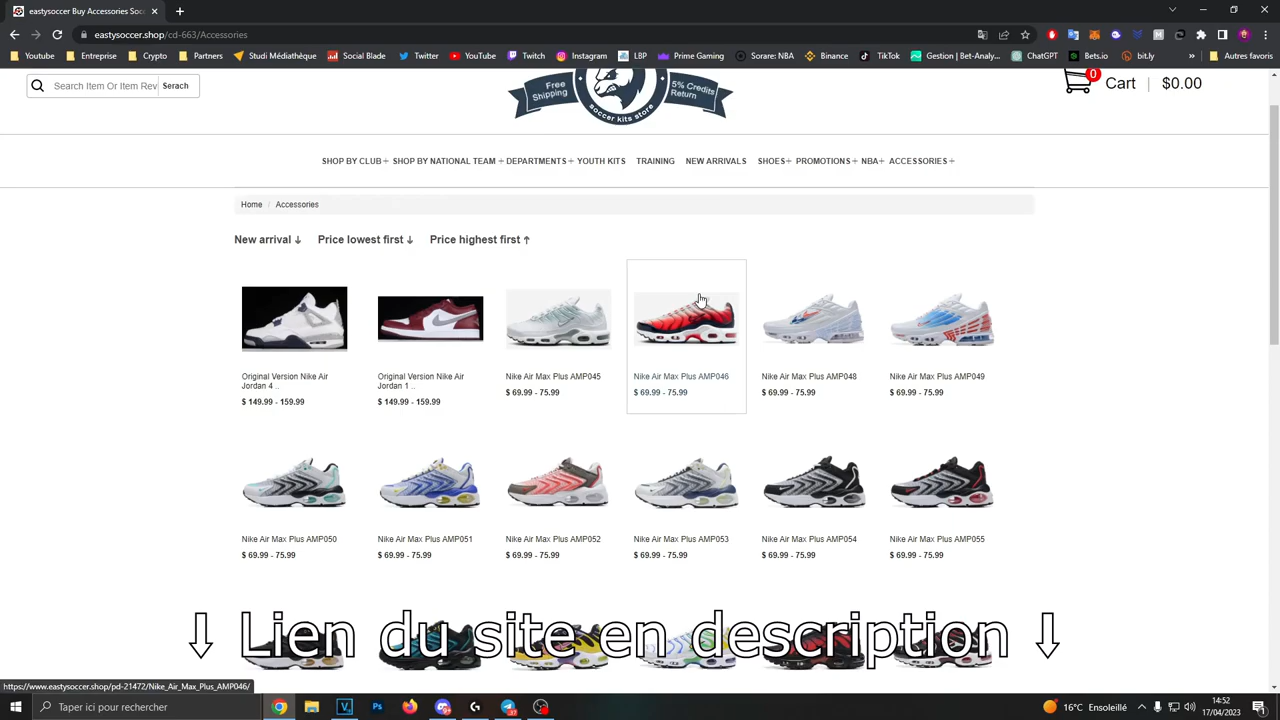 easysoccer.buy Accessories Soc
easysoccer.shop/cd-663/Accessories
Youtube Entreprise Crypto Partners Studi Médiathèque Social Blade Twitter YouTube Twitch Instagram LBP Prime Gaming Sorare: NBA Binance TikTok Gestion | Bet-Analy... ChatGPT Bets.io bit.ly » Autres favoris
Search Item Or Item Rev Serach
Free Shipping
5% Credits Return
soccer kits store
0
Cart | $0.00
SHOP BY CLUB+ SHOP BY NATIONAL TEAM + DEPARTMENTS+ YOUTH KITS TRAINING NEW ARRIVALS SHOES+ PROMOTIONS+ NBA+ ACCESSORIES+
Home / Accessories
New arrival ↓ Price lowest first ↓ Price highest first ↑
Original Version Nike Air Jordan 4 ..
$ 149.99 - 159.99
Original Version Nike Air Jordan 1 ..
$ 149.99 - 159.99
Nike Air Max Plus AMP045
$ 69.99 - 75.99
Nike Air Max Plus AMP046
$ 69.99 - 75.99
Nike Air Max Plus AMP048
$ 69.99 - 75.99
Nike Air Max Plus AMP049
$ 69.99 - 75.99
Nike Air Max Plus AMP050
$ 69.99 - 75.99
Nike Air Max Plus AMP051
$ 69.99 - 75.99
Nike Air Max Plus AMP052
$ 69.99 - 75.99
Nike Air Max Plus AMP053
$ 69.99 - 75.99
Nike Air Max Plus AMP054
$ 69.99 - 75.99
Nike Air Max Plus AMP055
$ 69.99 - 75.99
↓ Lien du site en description ↓
https://www.eastysoccer.shop/pd-21472/Nike_Air_Max_Plus_AMP046/
Taper ici pour rechercher
16°C Ensoleillé
14:52
17/04/2023